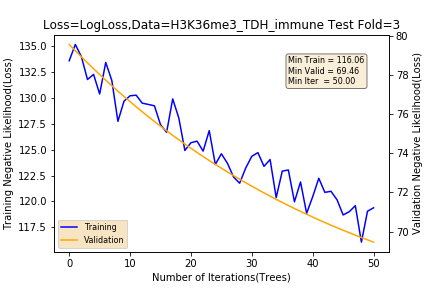 Loss=LogLoss,Data=H3K36me3_TDH_immune Test Fold=3
Training Negative Likelihood(Loss)
135.0
132.5
130.0
127.5
125.0
122.5
120.0
117.5
Min Train = 116.06
Min Valid = 69.46
Min Iter  = 50.00
Training
Validation
80
78
76
74
72
70
Validation Negative Likelihood(Loss)
0
10
20
30
40
50
Number of Iterations(Trees)